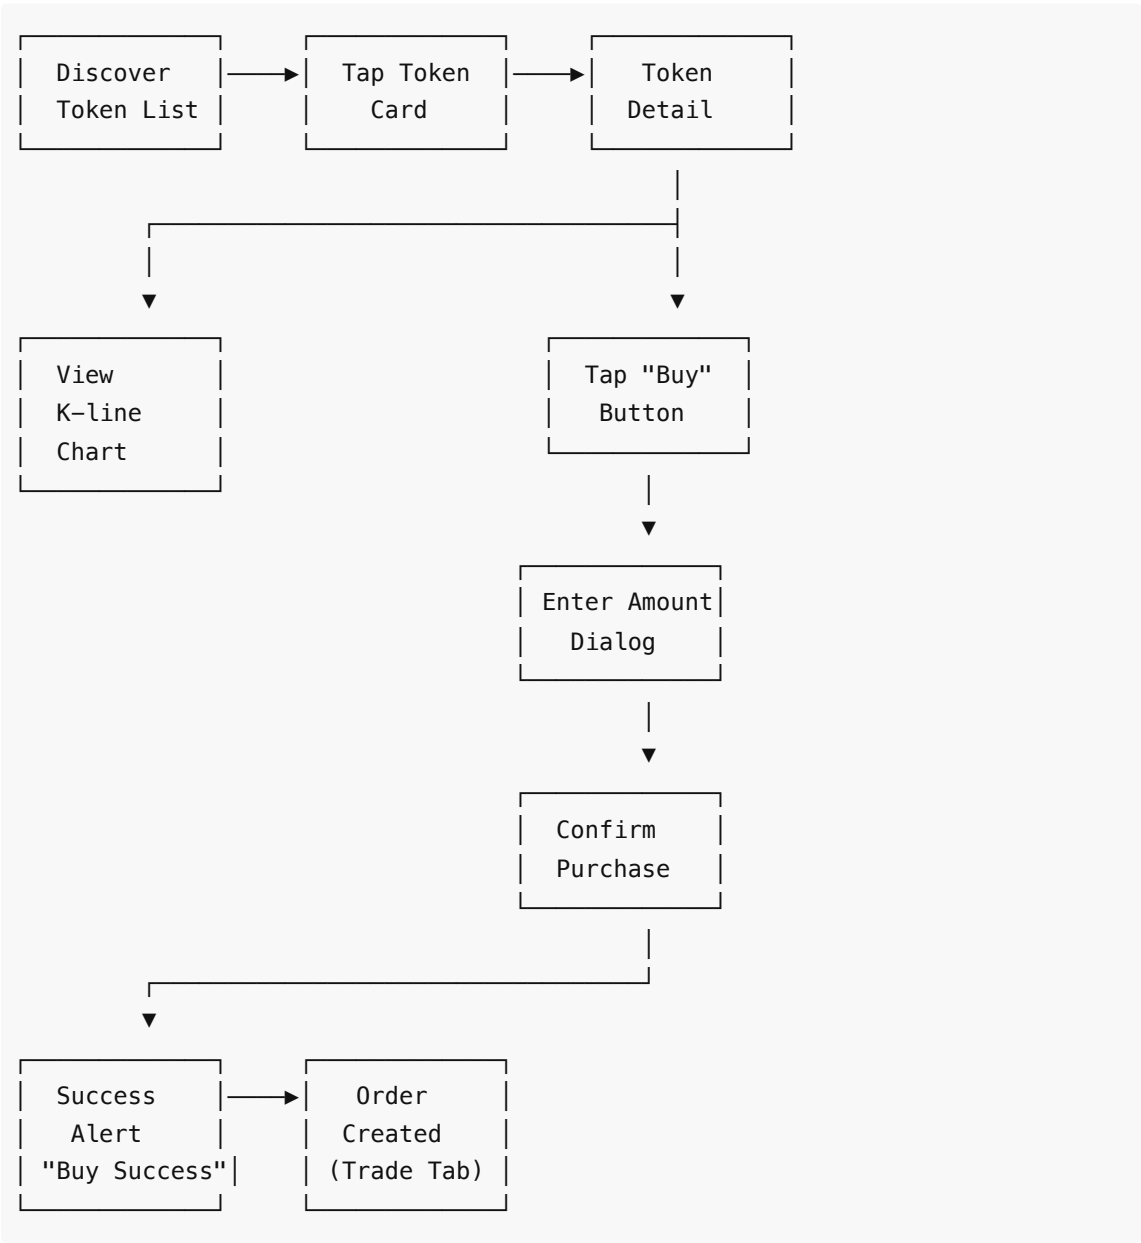 Discover
Token List
Tap Token
Card
Token
Detail
View
K-line
Chart
Tap "Buy"
Button
Enter Amount
Dialog
Confirm
Purchase
Success
Alert
"Buy Success"
Order
Created
(Trade Tab)